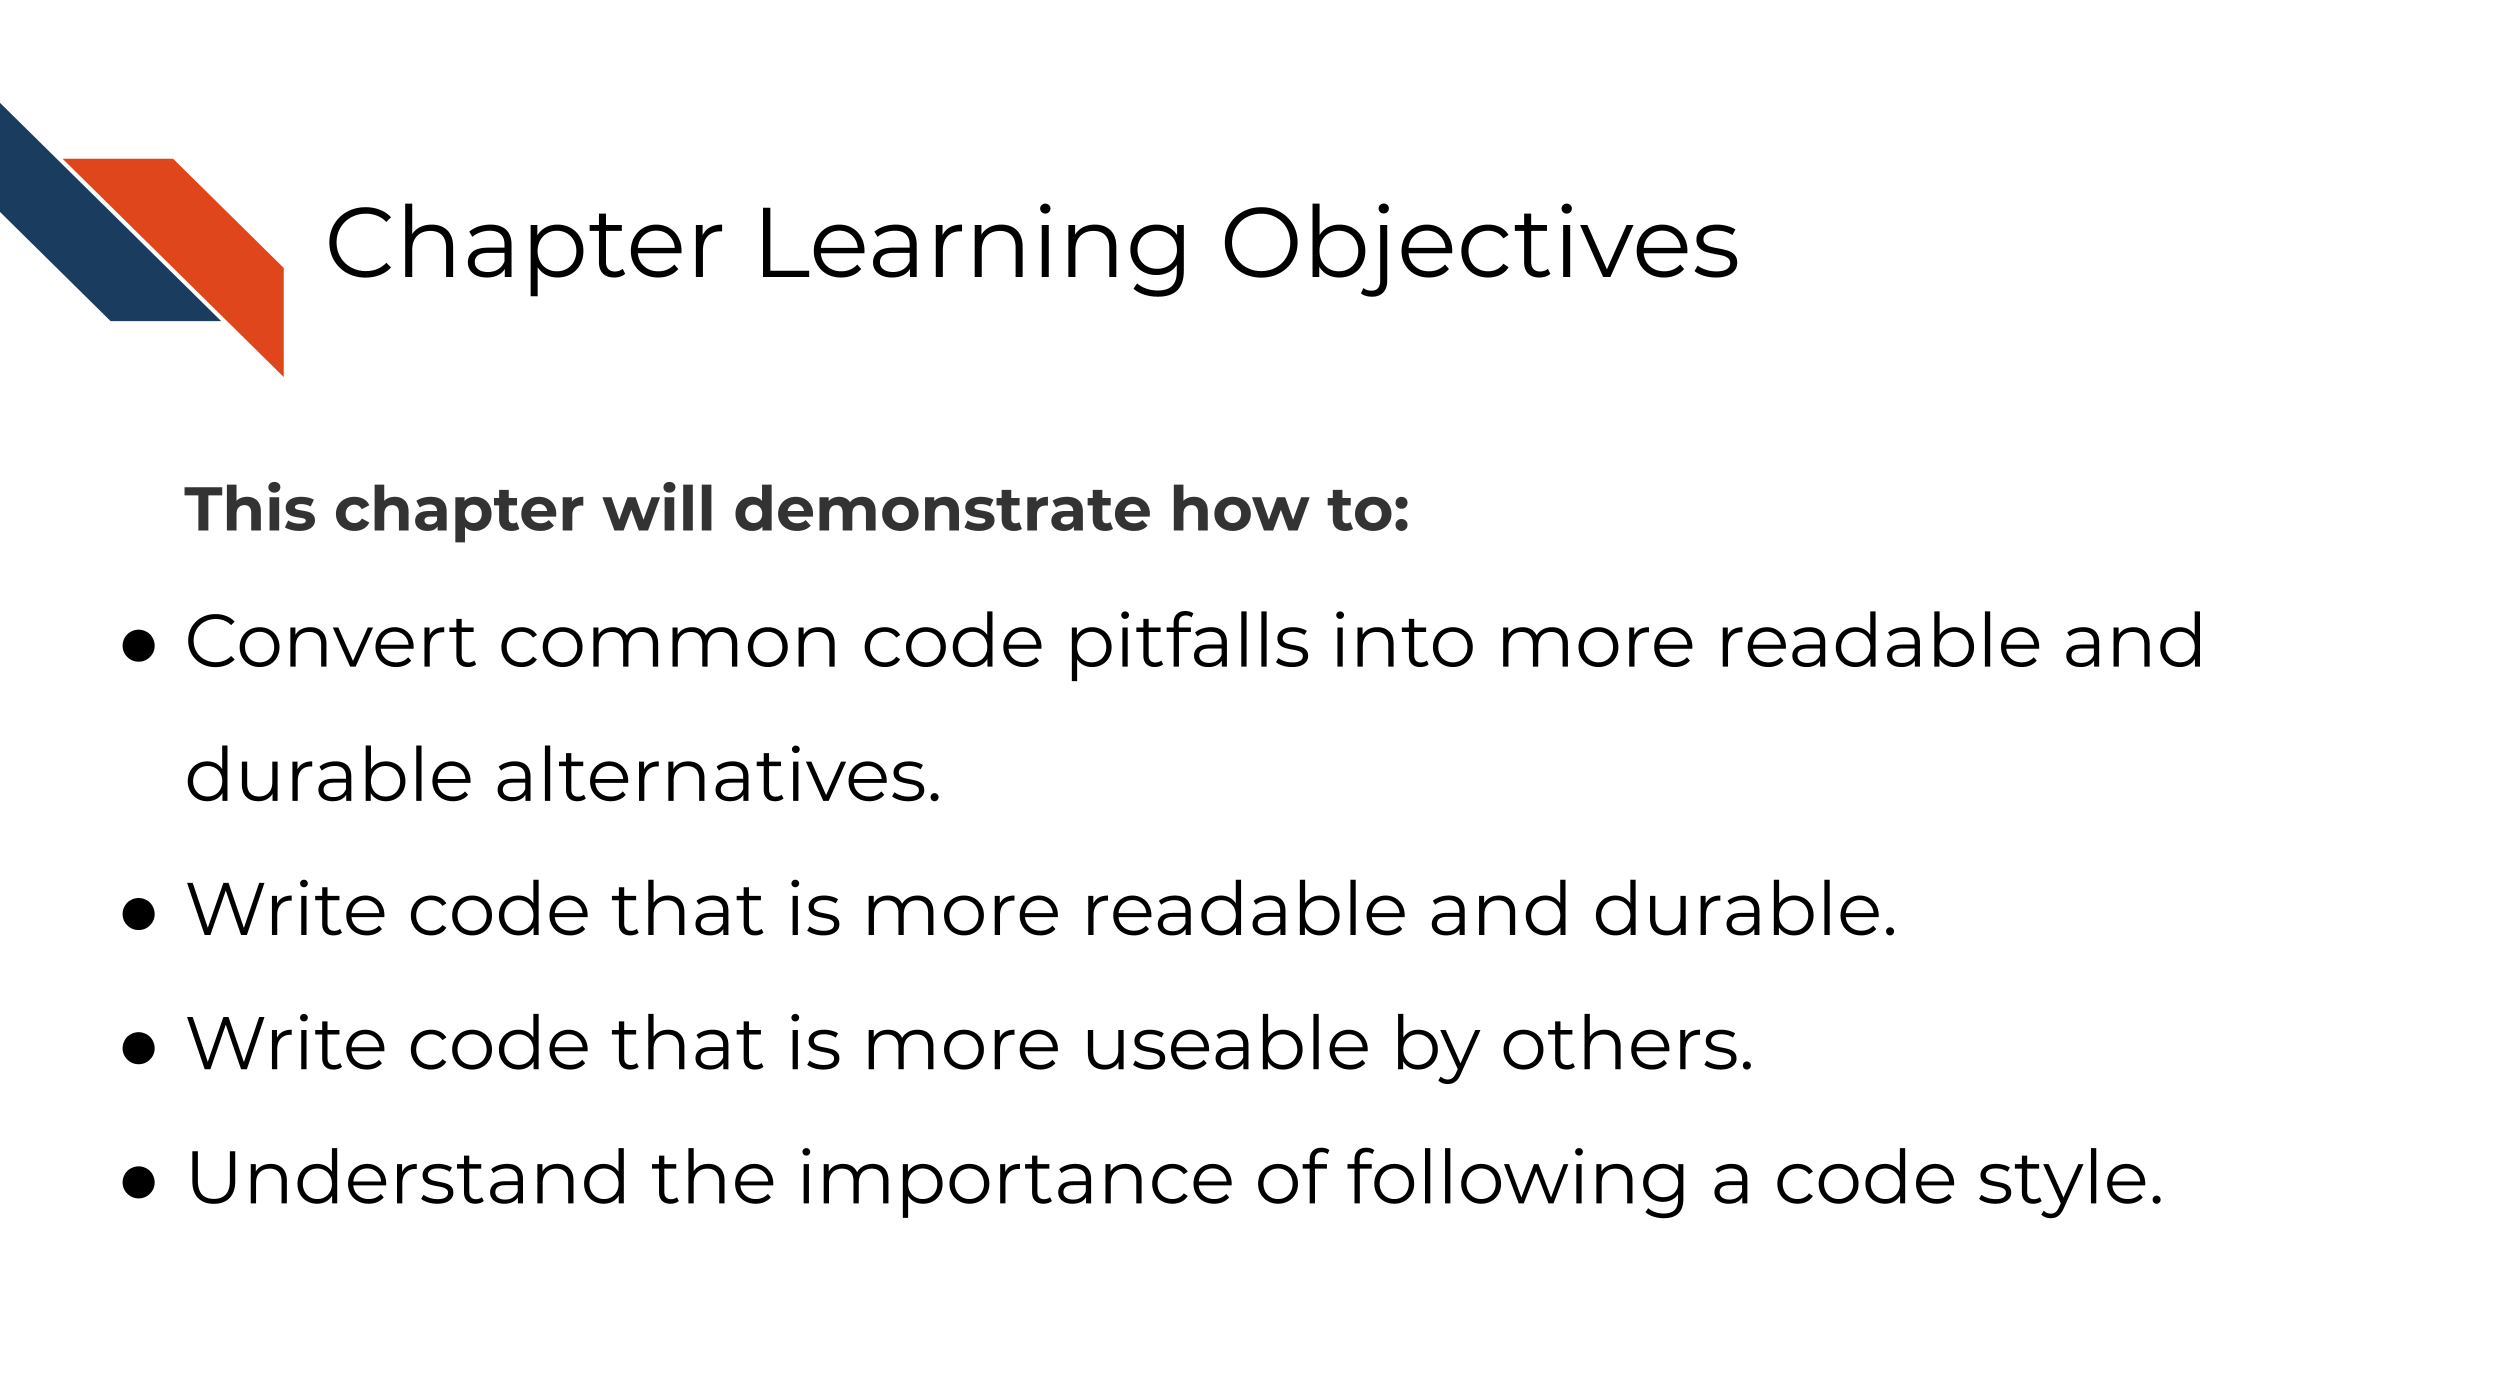 Chapter Learning Objectives
This chapter will demonstrate how to:
● Convert common code pitfalls into more readable and
durable alternatives.
● Write code that is more readable and durable.
● Write code that is more useable by others.
● Understand the importance of following a code style.